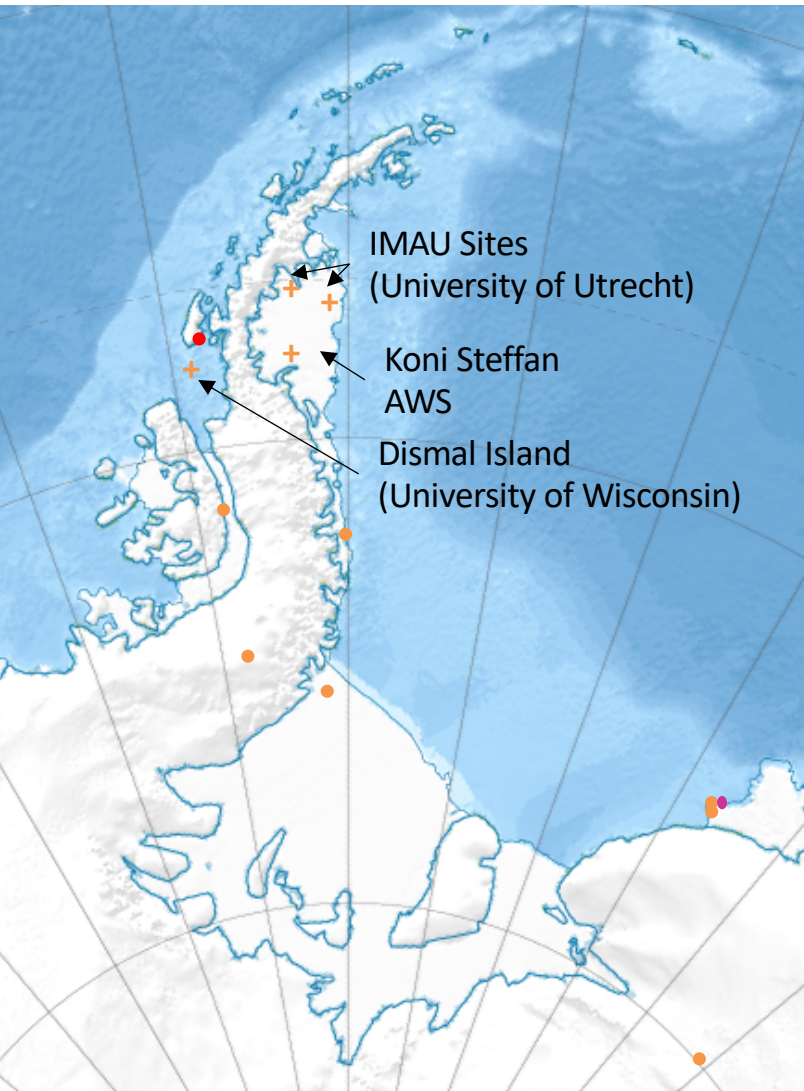 IMAU Sites
(University of Utrecht)
Koni Steffan
AWS
Dismal Island
(University of Wisconsin)